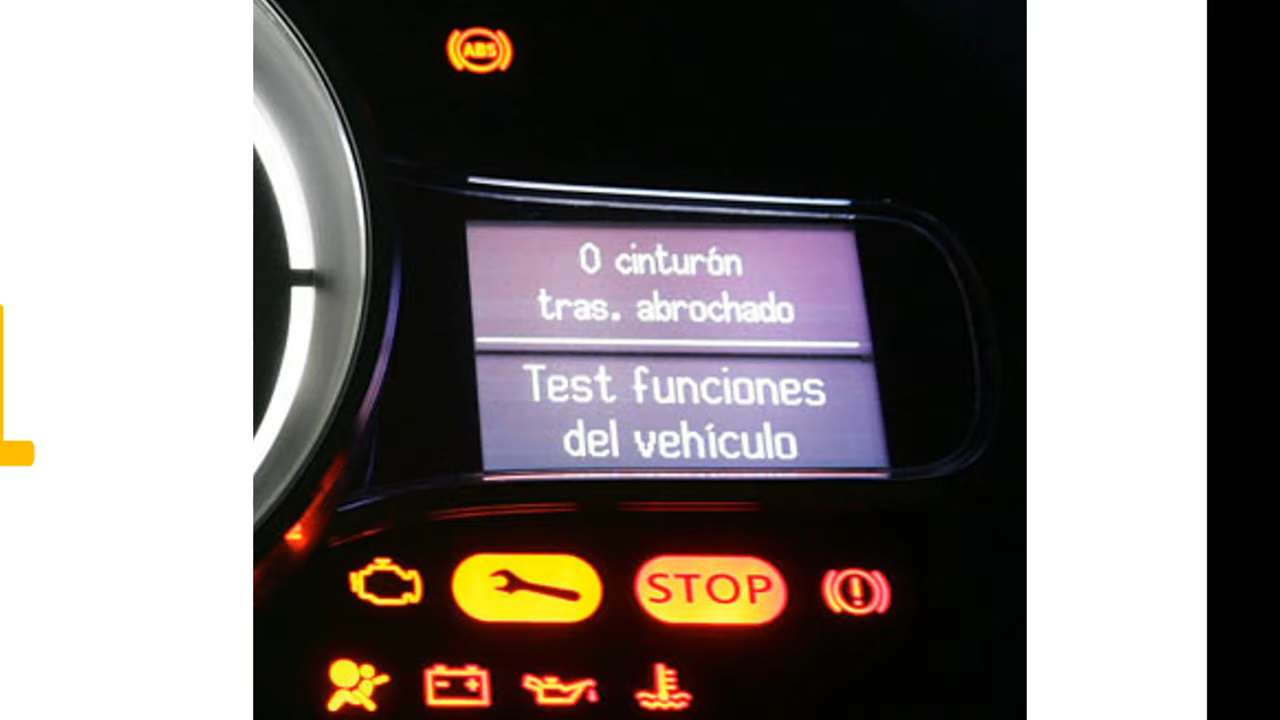 ABS
0 cinturón
tras. abrochado
Test funciones
del vehículo
STOP